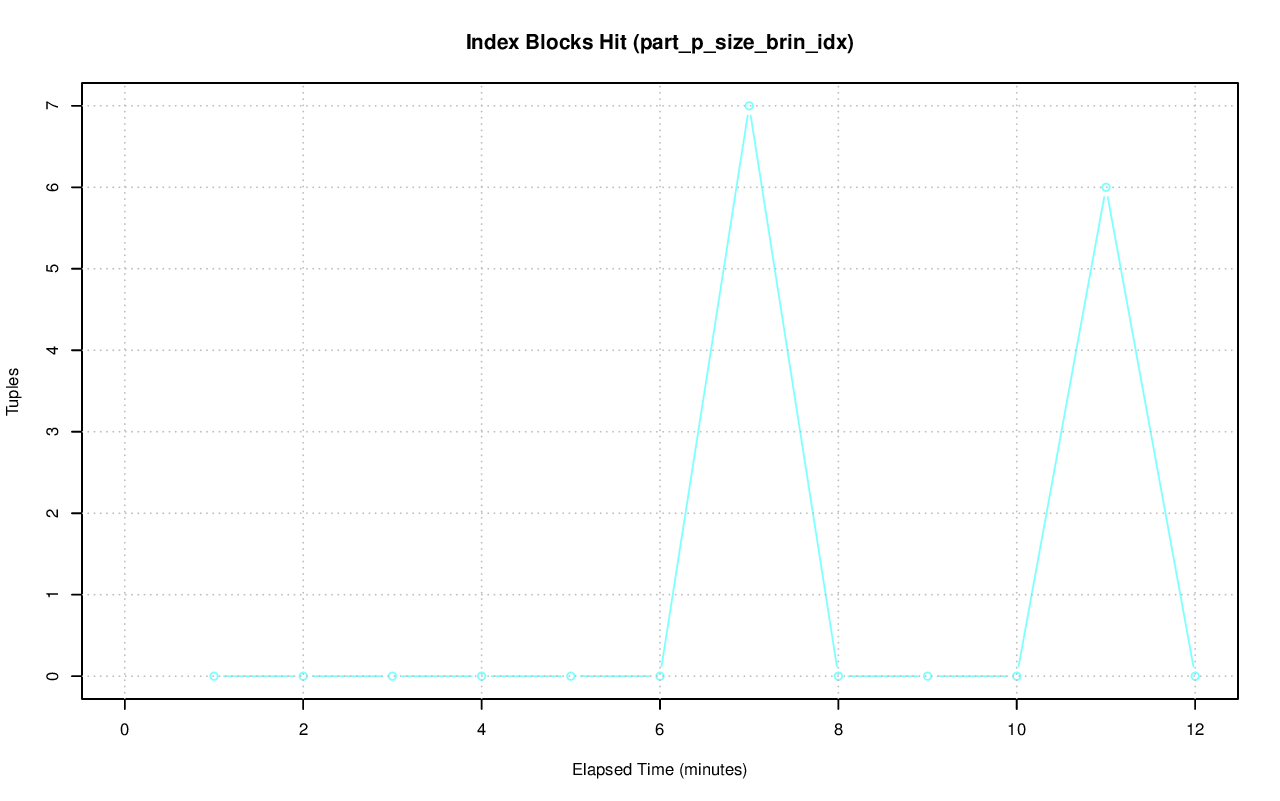 Index Blocks Hit (part_p_size_brin_idx)
7
6
5
4
3
2
1
0
Tuples
0 2 4 6 8 10 12
Elapsed Time (minutes)